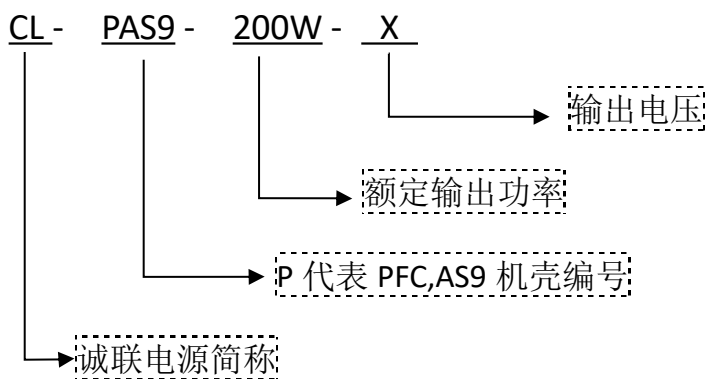 CL - PAS9 - 200W - X
输出电压
额定输出功率
P 代表 PFC,AS9 机壳编号
诚联电源简称